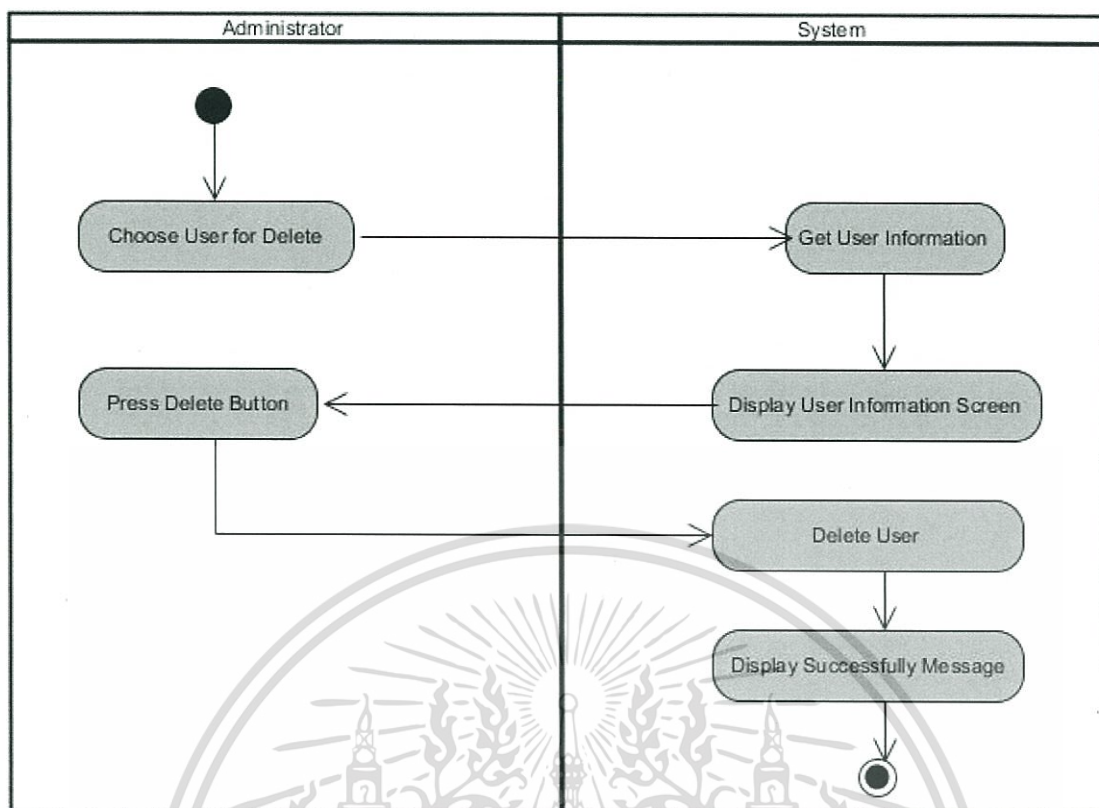 Administrator
System
Choose User for Delete
Get User Information
Press Delete Button
Display User Information Screen
Delete User
Display Successfully Message